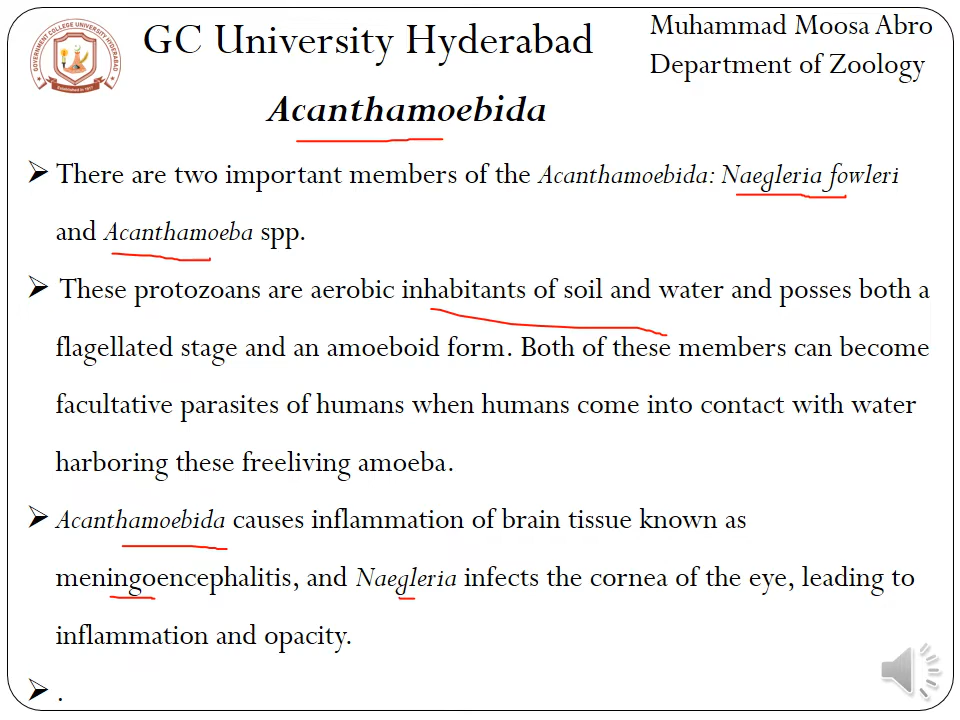 GOVERNMENT COLLEGE UNIVERSITY HYDERABAD
GC University Hyderabad
Muhammad Moosa Abro
Department of Zoology
Acanthamoebida
➢ There are two important members of the Acanthamoebida: Naegleria fowleri
and Acanthamoeba spp.
➢ These protozoans are aerobic inhabitants of soil and water and posses both a
flagellated stage and an amoeboid form. Both of these members can become
facultative parasites of humans when humans come into contact with water
harboring these freeliving amoeba.
➢ Acanthamoebida causes inflammation of brain tissue known as
meningoencephalitis, and Naegleria infects the cornea of the eye, leading to
inflammation and opacity.
➢ .